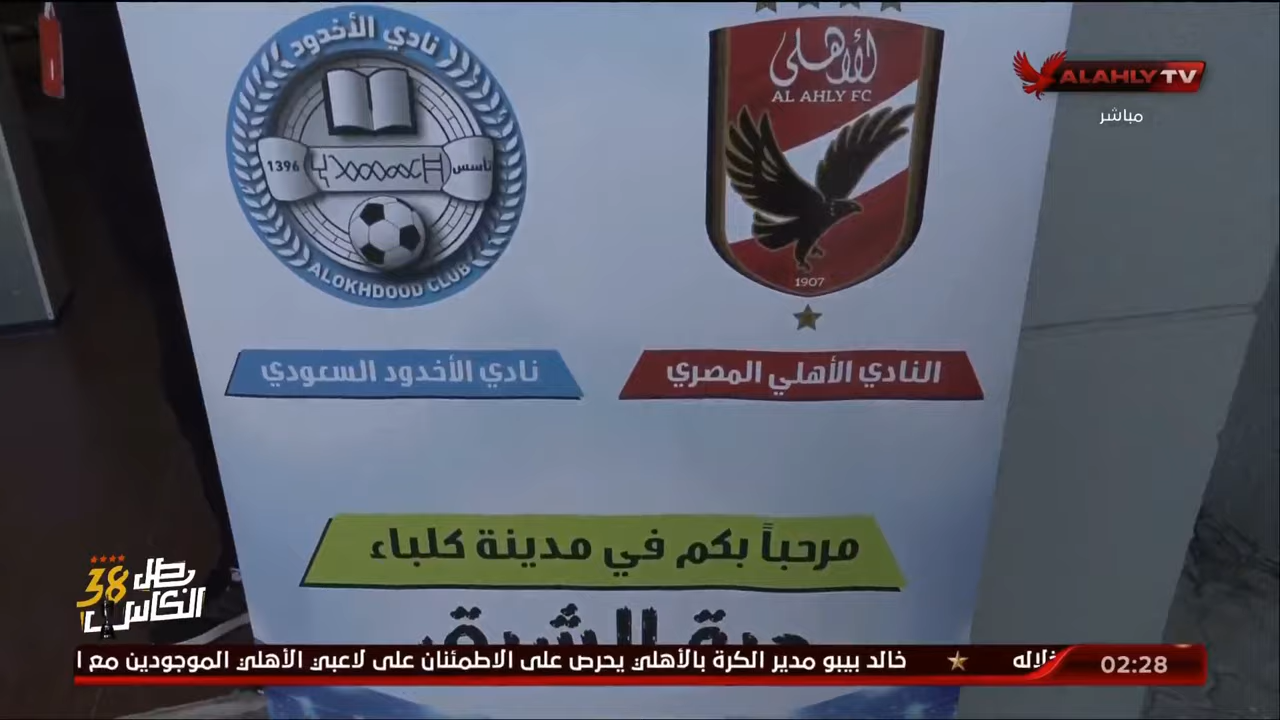 نادي الأخدود
1396
تأسس
ALOKHDOOD CLUB
الأهلي
AL AHLY FC
1907
ALAHLY TV
مباشر
نادي الأخدود السعودي
النادي الأهلي المصري
مرحباً بكم في مدينة كلباء
بطل الكاس 38
خالد بيبو مدير الكرة بالأهلي يحرص على الاطمئنان على لاعبي الأهلي الموجودين مع ا
02:28